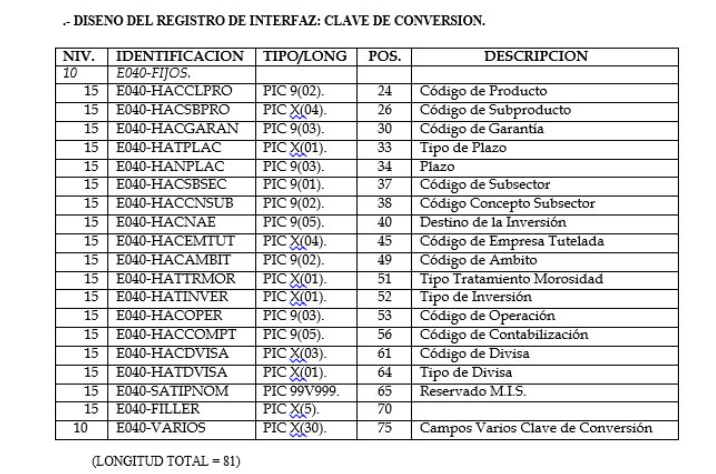 .- DISENO DEL REGISTRO DE INTERFAZ: CLAVE DE CONVERSION.
NIV. IDENTIFICACION TIPO/LONG POS. DESCRIPCION
10 E040-FIJOS.
15 E040-HACCLPRO PIC 9(02). 24 Código de Producto
15 E040-HACSBPRO PIC X(04). 26 Código de Subproducto
15 E040-HACGARAN PIC 9(03). 30 Código de Garantía
15 E040-HATPLAC PIC X(01). 33 Tipo de Plazo
15 E040-HANPLAC PIC 9(03). 34 Plazo
15 E040-HACSBSEC PIC 9(01). 37 Código de Subsector
15 E040-HACCNSUB PIC 9(02). 38 Código Concepto Subsector
15 E040-HACNAE PIC 9(05). 40 Destino de la Inversión
15 E040-HACEMTUT PIC X(04). 45 Código de Empresa Tutelada
15 E040-HACAMBIT PIC 9(02). 49 Código de Ambito
15 E040-HATTRMOR PIC X(01). 51 Tipo Tratamiento Morosidad
15 E040-HATINVER PIC X(01). 52 Tipo de Inversión
15 E040-HACOPER PIC 9(03). 53 Código de Operación
15 E040-HACCOMPT PIC 9(05). 56 Código de Contabilización
15 E040-HACDVISA PIC X(03). 61 Código de Divisa
15 E040-HATDVISA PIC X(01). 64 Tipo de Divisa
15 E040-SATIPNOM PIC 99V999. 65 Reservado M.I.S.
15 E040-FILLER PIC X(5). 70
10 E040-VARIOS PIC X(30). 75 Campos Varios Clave de Conversión
(LONGITUD TOTAL = 81)